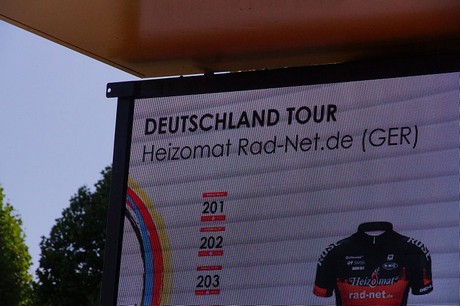 DEUTSCHLAND TOUR
Heizomat Rad-Net.de (GER)
201
202
203
Heizomat
rad-net